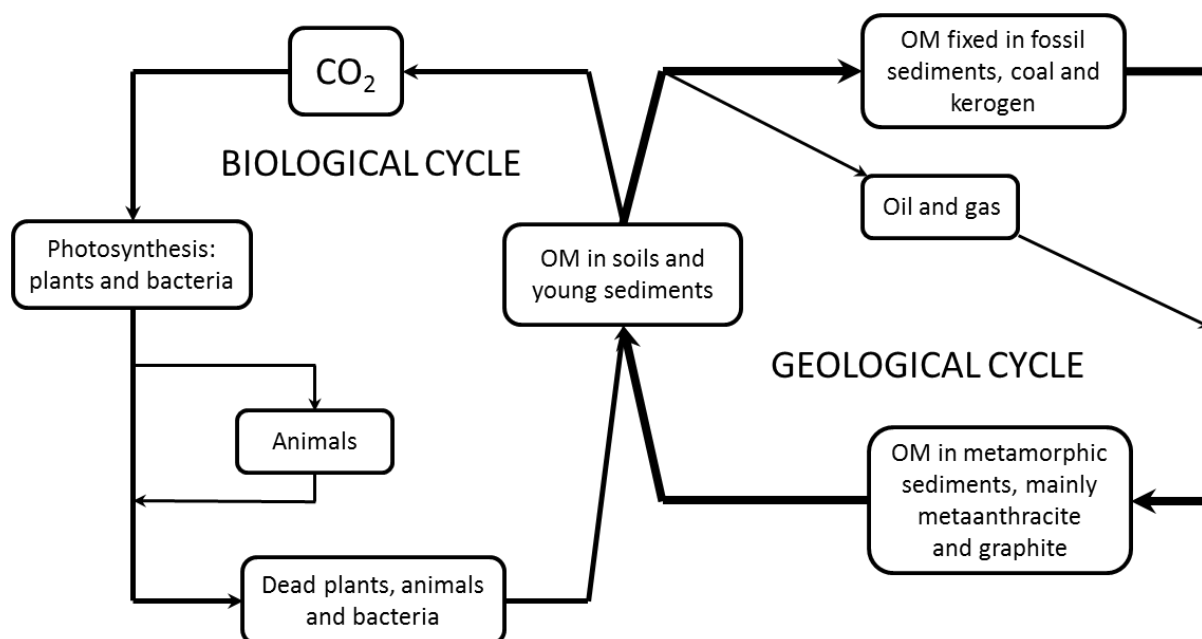 CO₂
BIOLOGICAL CYCLE
Photosynthesis:
plants and bacteria
Animals
Dead plants, animals
and bacteria
OM in soils and
young sediments
OM fixed in fossil
sediments, coal and
kerogen
Oil and gas
GEOLOGICAL CYCLE
OM in metamorphic
sediments, mainly
metaanthracite
and graphite